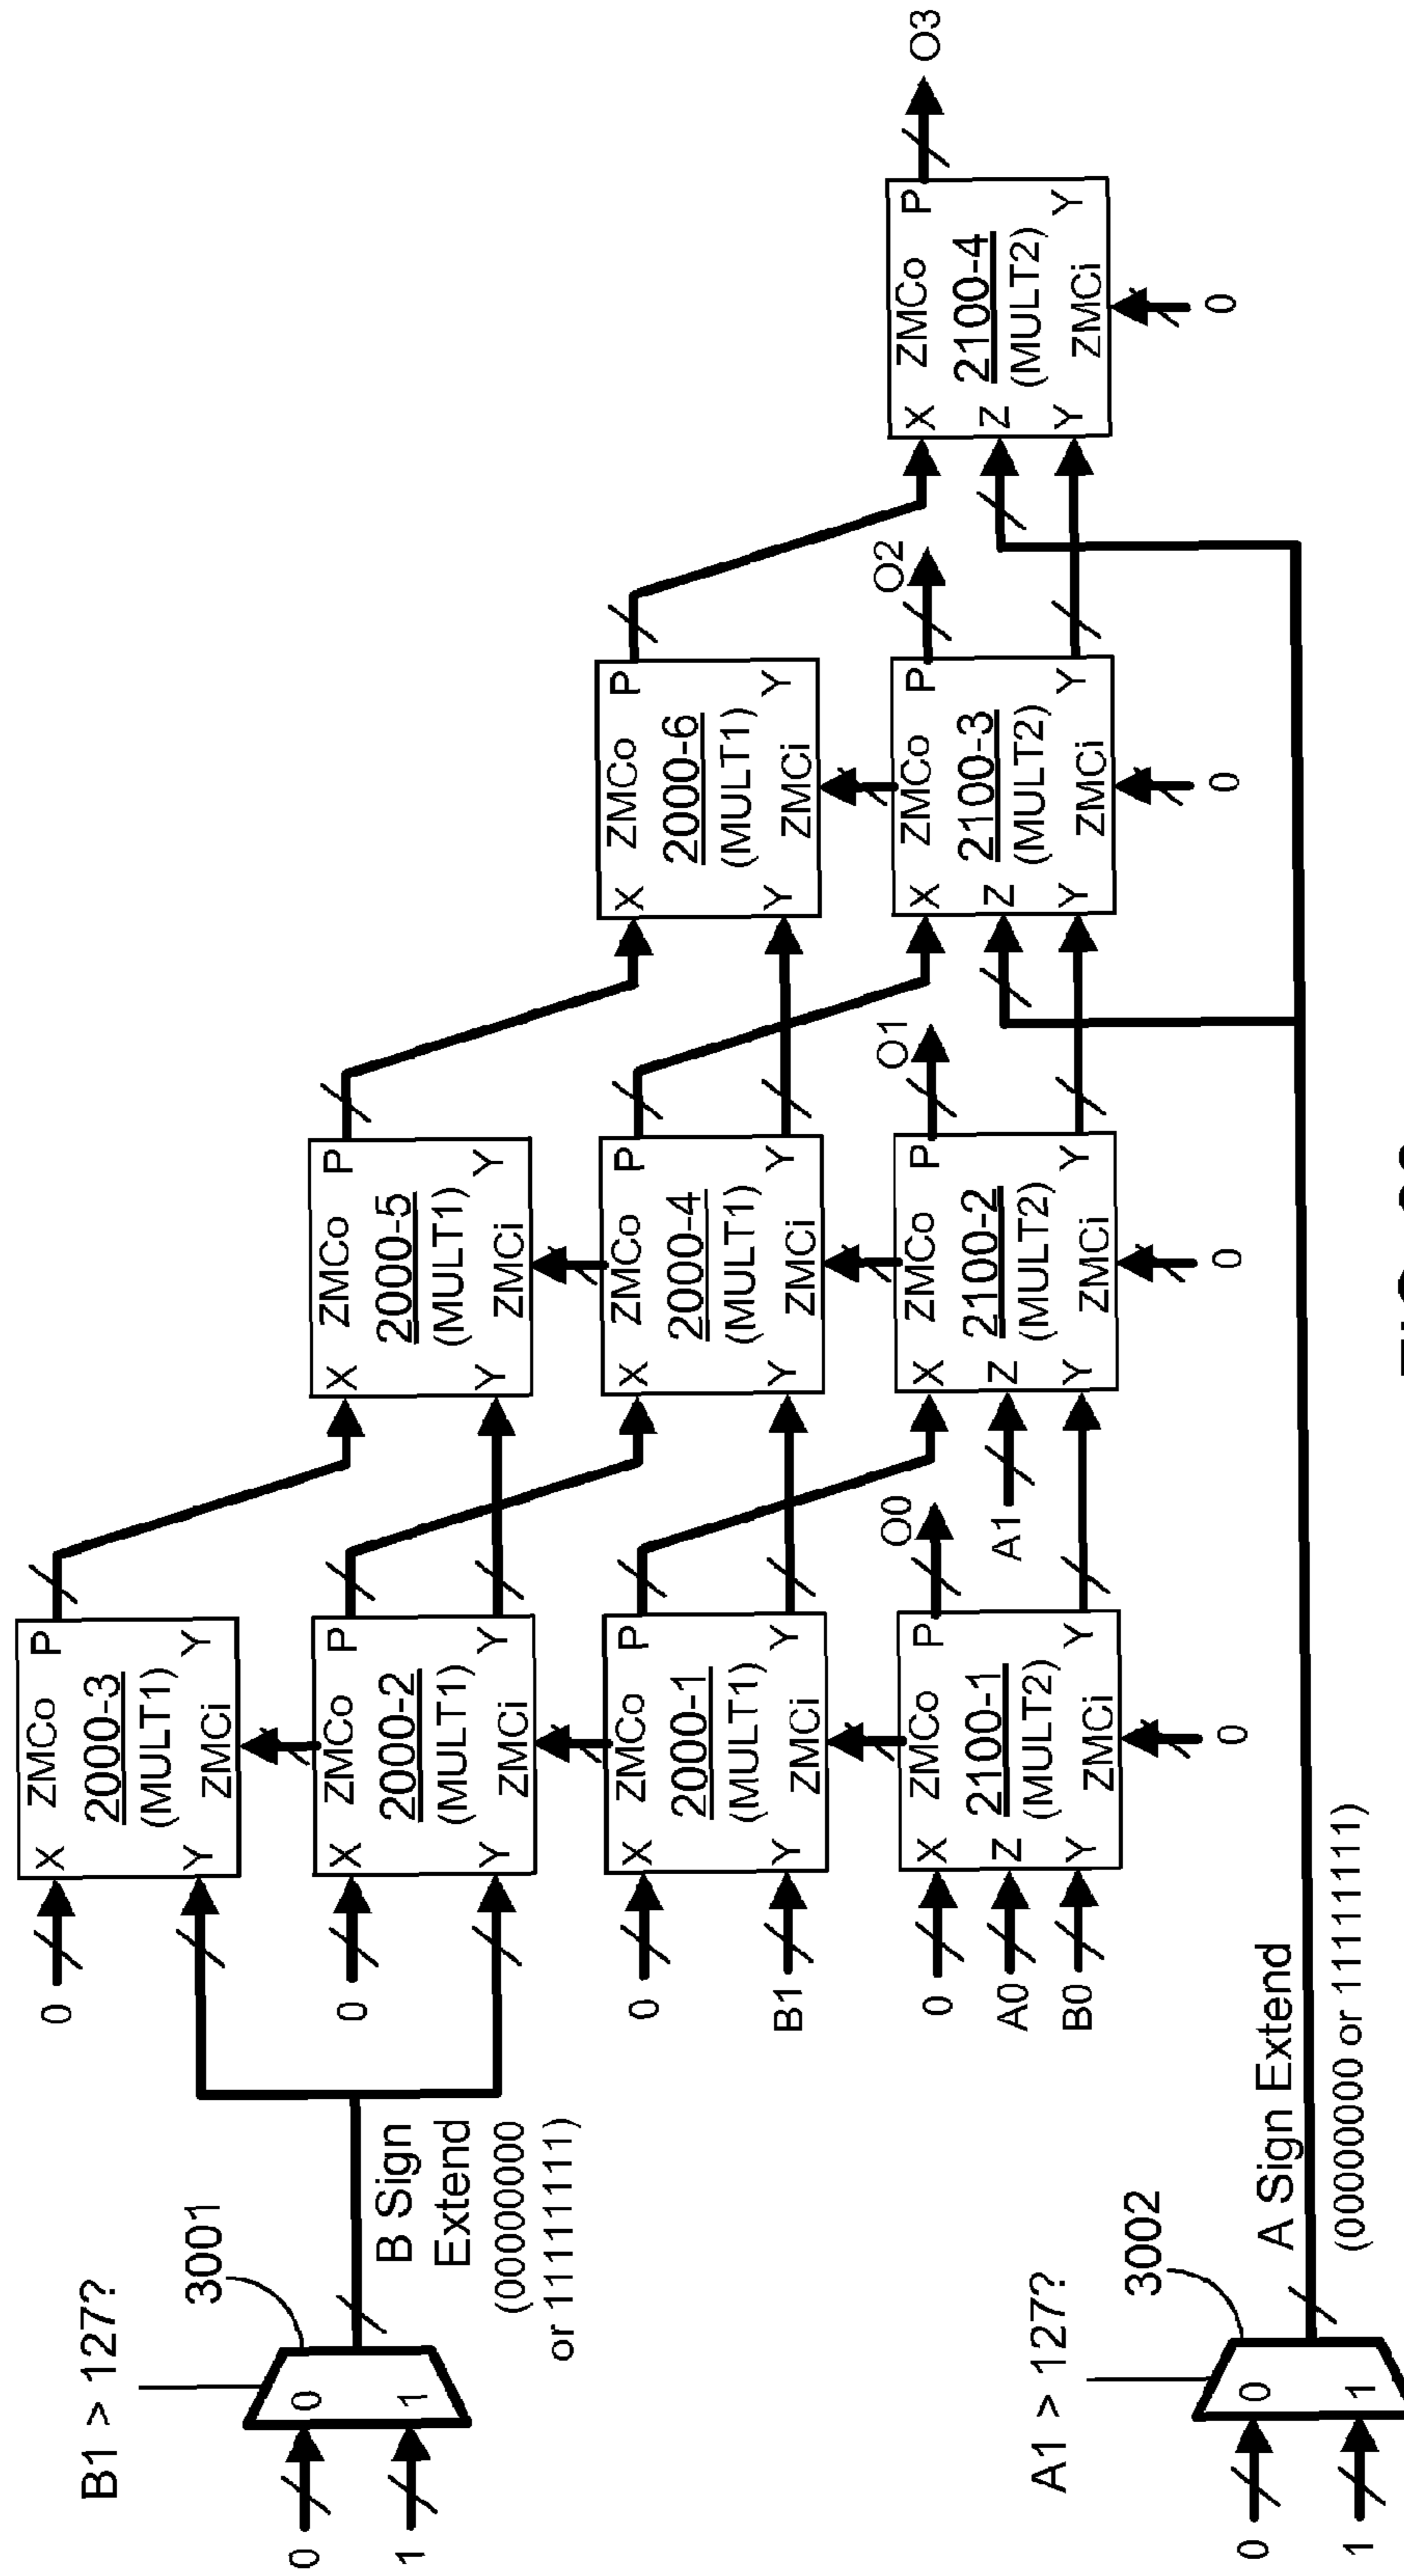 B1 > 127?
3001
0
1
B Sign
Extend
(00000000
or 11111111)
0
X ZMCo P
2000-3
(MULT1)
Y ZMCi Y
0
X ZMCo P
2000-2
(MULT1)
Y ZMCi Y
X ZMCo P
2000-5
(MULT1)
Y ZMCi Y
0
B1
X ZMCo P
2000-1
(MULT1)
Y ZMCi Y
X ZMCo P
2000-4
(MULT1)
Y ZMCi Y
X ZMCo P
2000-6
(MULT1)
Y ZMCi Y
0
A0
B0
X ZMCo P
Z 2100-1
(MULT2)
Y ZMCi Y
0
O0
A1
X ZMCo P
Z 2100-2
(MULT2)
Y ZMCi Y
0
O1
X ZMCo P
Z 2100-3
(MULT2)
Y ZMCi Y
0
O2
X ZMCo P
Z 2100-4
(MULT2)
Y ZMCi Y
0
O3
A1 > 127?
3002
0
1
A Sign Extend
(00000000 or 11111111)